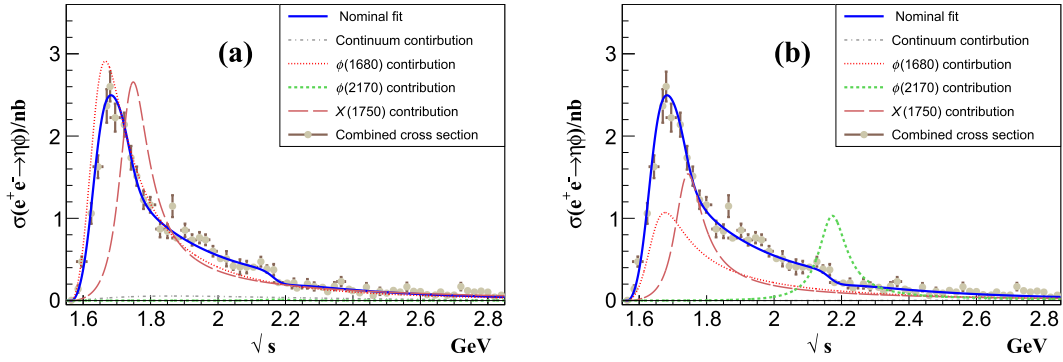 (a)
Nominal fit
Continuum contirbution
ϕ(1680) contirbution
ϕ(2170) contribution
X(1750) contribution
Combined cross section
σ(e⁺e⁻→ηϕ)/nb
3
2
1
0
1.6 1.8 2 2.2 2.4 2.6 2.8
√ s GeV
(b)
Nominal fit
Continuum contirbution
ϕ(1680) contirbution
ϕ(2170) contribution
X(1750) contribution
Combined cross section
σ(e⁺e⁻→ηϕ)/nb
3
2
1
0
1.6 1.8 2 2.2 2.4 2.6 2.8
√ s GeV